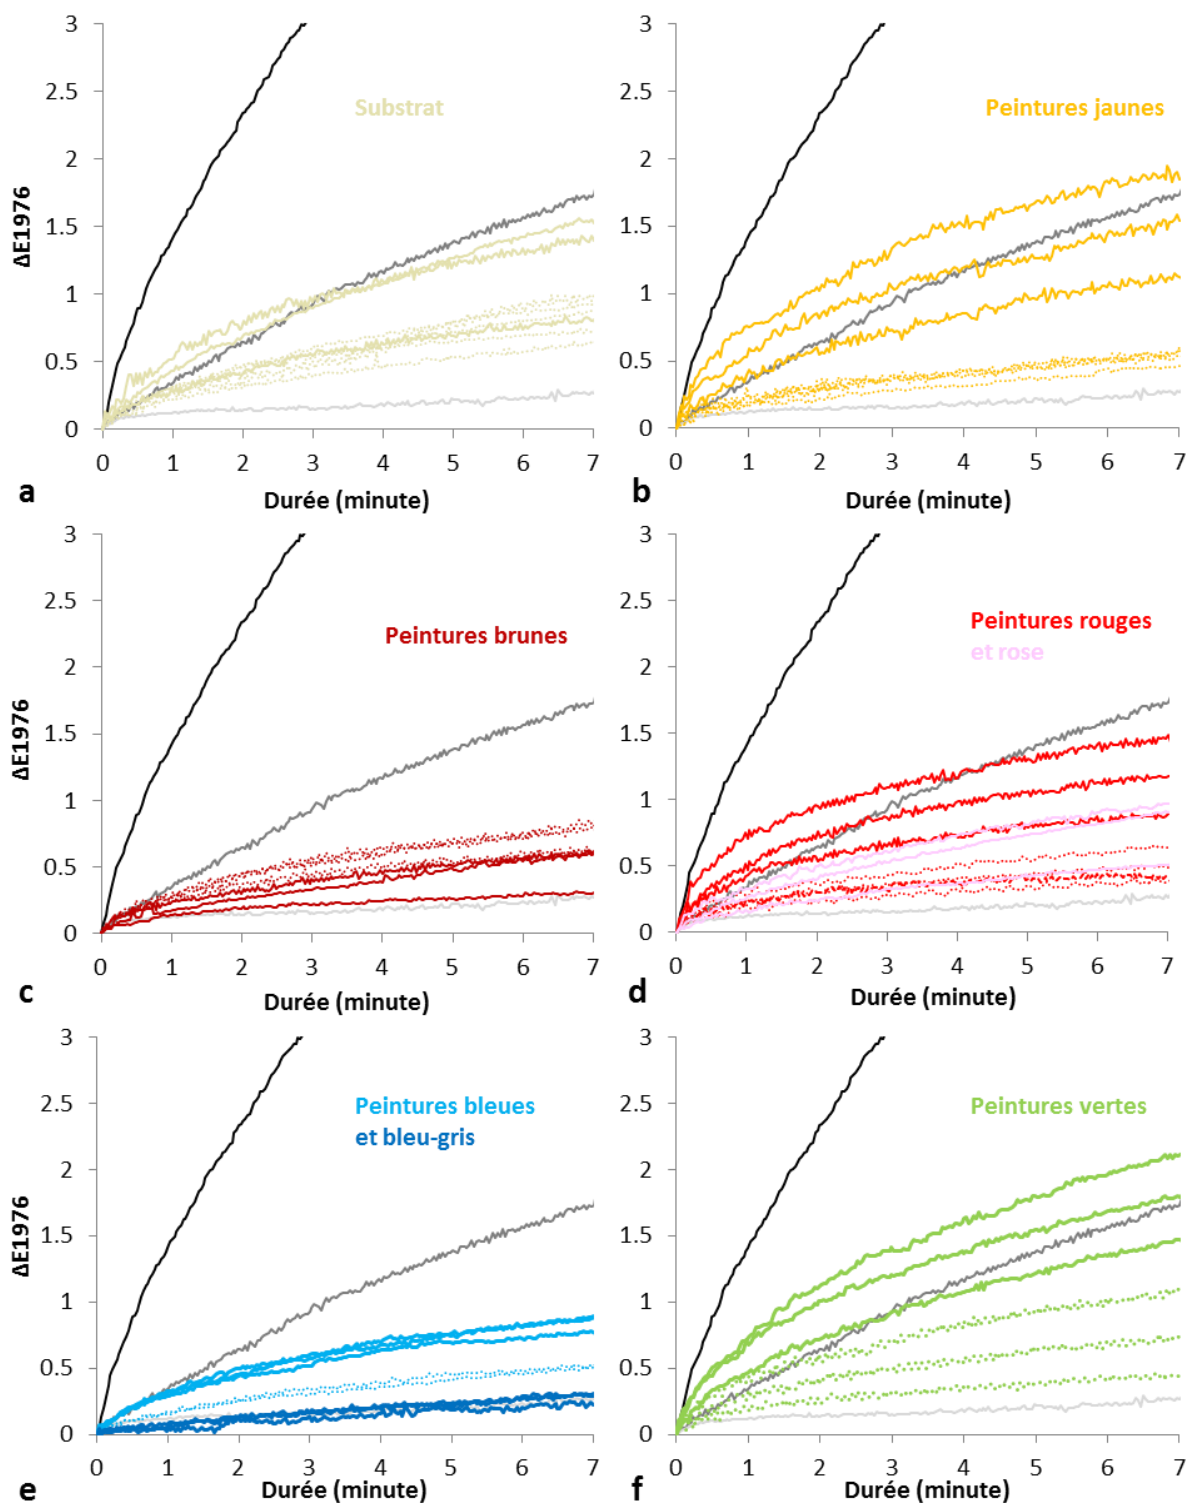 3
2.5
2
1.5
1
0.5
0
ΔE1976
Substrat
0 1 2 3 4 5 6 7
Durée (minute)
a
3
2.5
2
1.5
1
0.5
0
Peintures jaunes
0 1 2 3 4 5 6 7
Durée (minute)
b
3
2.5
2
1.5
1
0.5
0
ΔE1976
Peintures brunes
0 1 2 3 4 5 6 7
Durée (minute)
c
3
2.5
2
1.5
1
0.5
0
Peintures rouges
et rose
0 1 2 3 4 5 6 7
Durée (minute)
d
3
2.5
2
1.5
1
0.5
0
ΔE1976
Peintures bleues
et bleu-gris
0 1 2 3 4 5 6 7
Durée (minute)
e
3
2.5
2
1.5
1
0.5
0
Peintures vertes
0 1 2 3 4 5 6 7
Durée (minute)
f